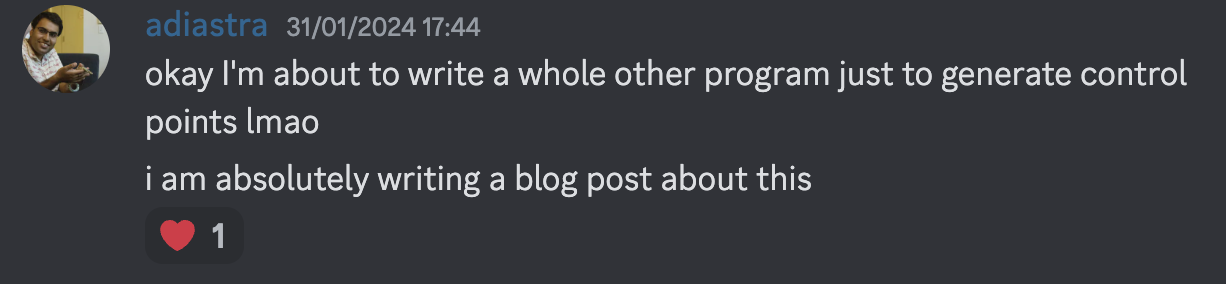 adiastra 31/01/2024 17:44
okay I'm about to write a whole other program just to generate control
points lmao
i am absolutely writing a blog post about this
❤️ 1